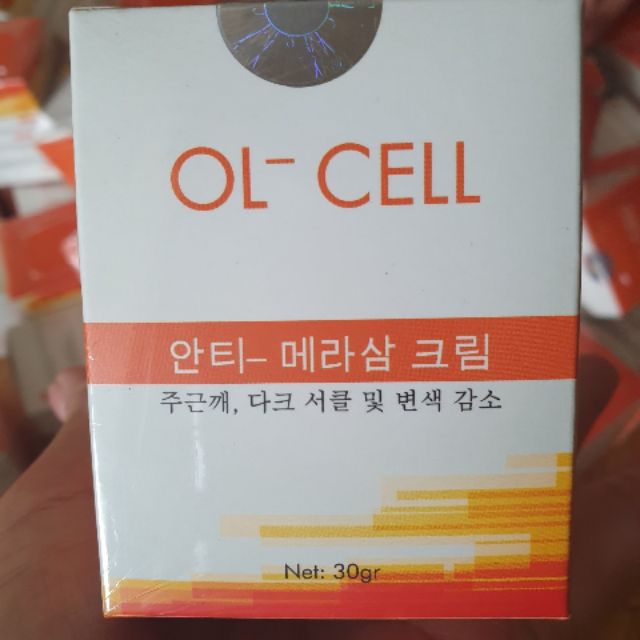 OL- CELL
안티- 메라삼 크림
주근깨, 다크 서클 및 변색 감소
Net: 30gr